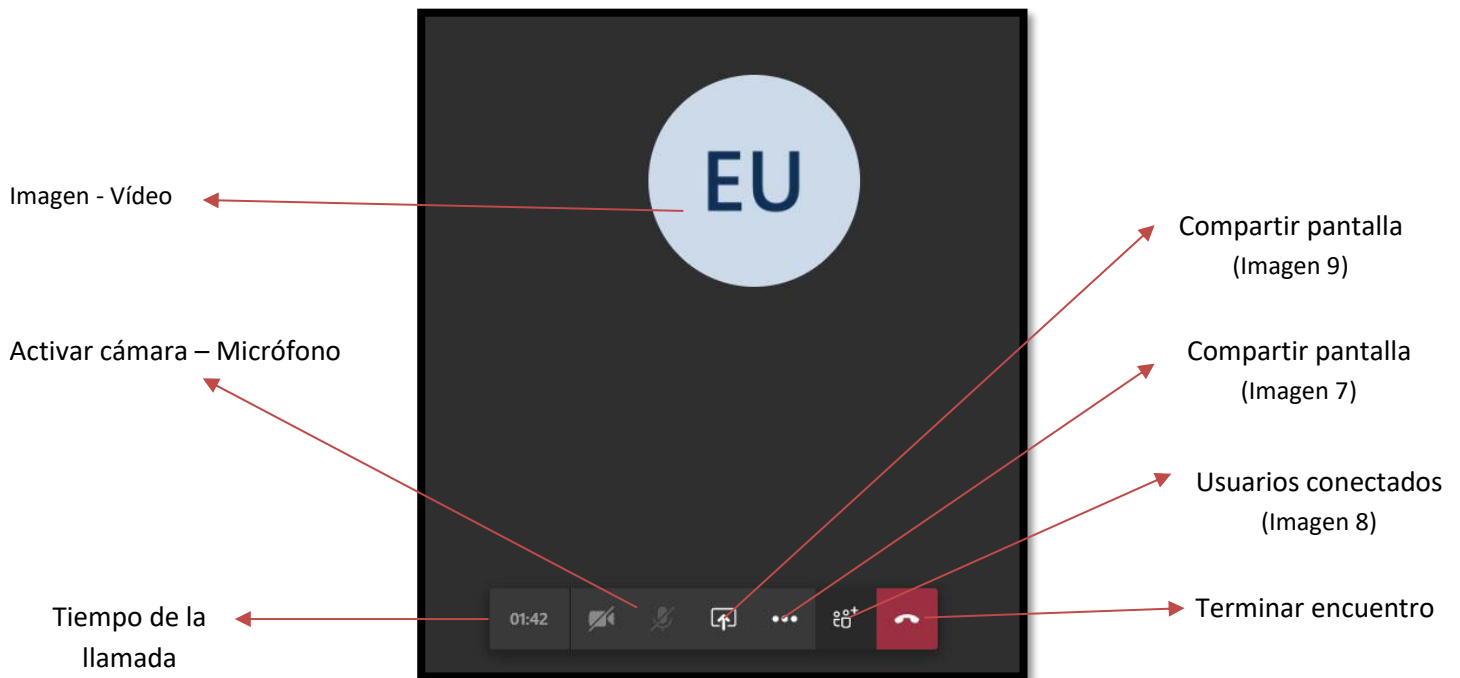 EU
Imagen - Vídeo
Compartir pantalla
(Imagen 9)
Activar cámara – Micrófono
Compartir pantalla
(Imagen 7)
Usuarios conectados
(Imagen 8)
Tiempo de la
llamada
01:42
Terminar encuentro